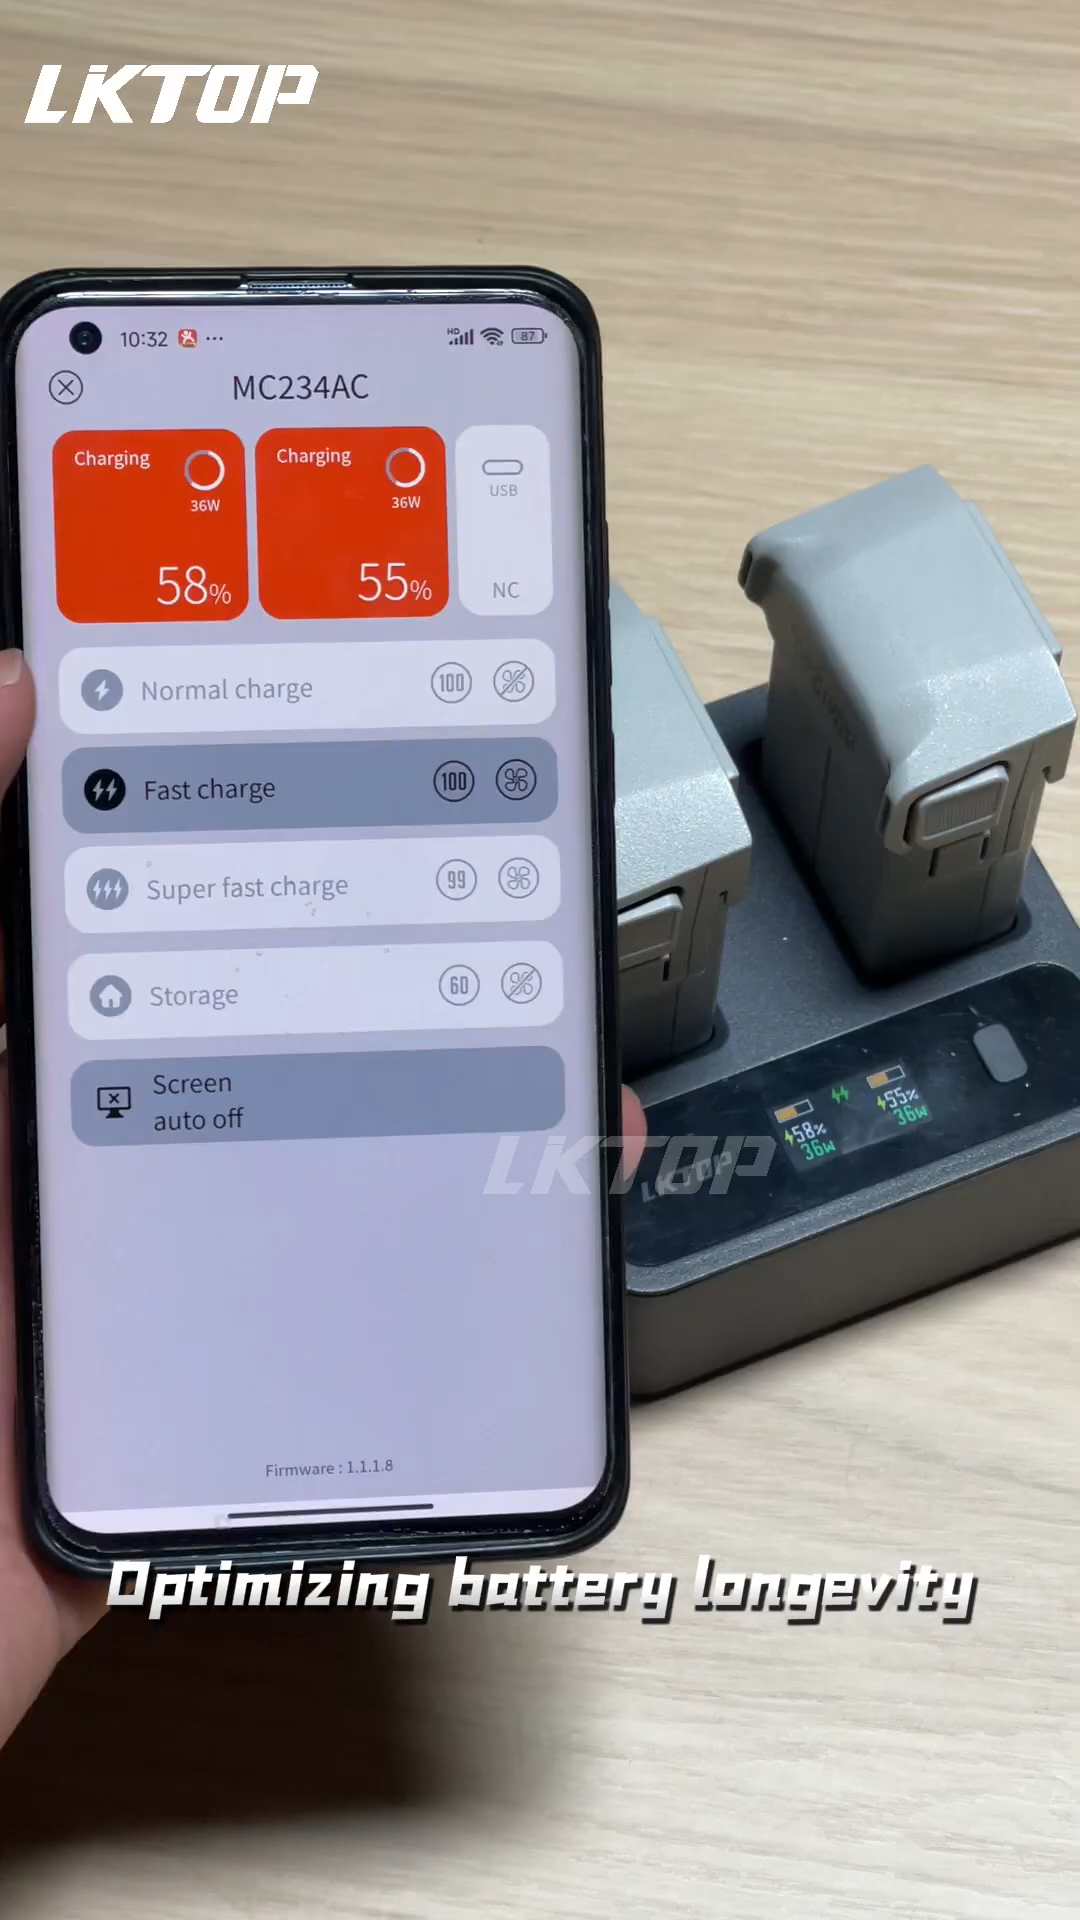 LKTOP
10:32
HD
87
MC234AC
Charging
36W
58%
Charging
36W
55%
USB
NC
Normal charge
100
Fast charge
100
Super fast charge
99
Storage
60
Screen
auto off
58%
36W
55%
36W
LKTOP
LKTOP
Firmware : 1.1.1.8
Optimizing battery longevity